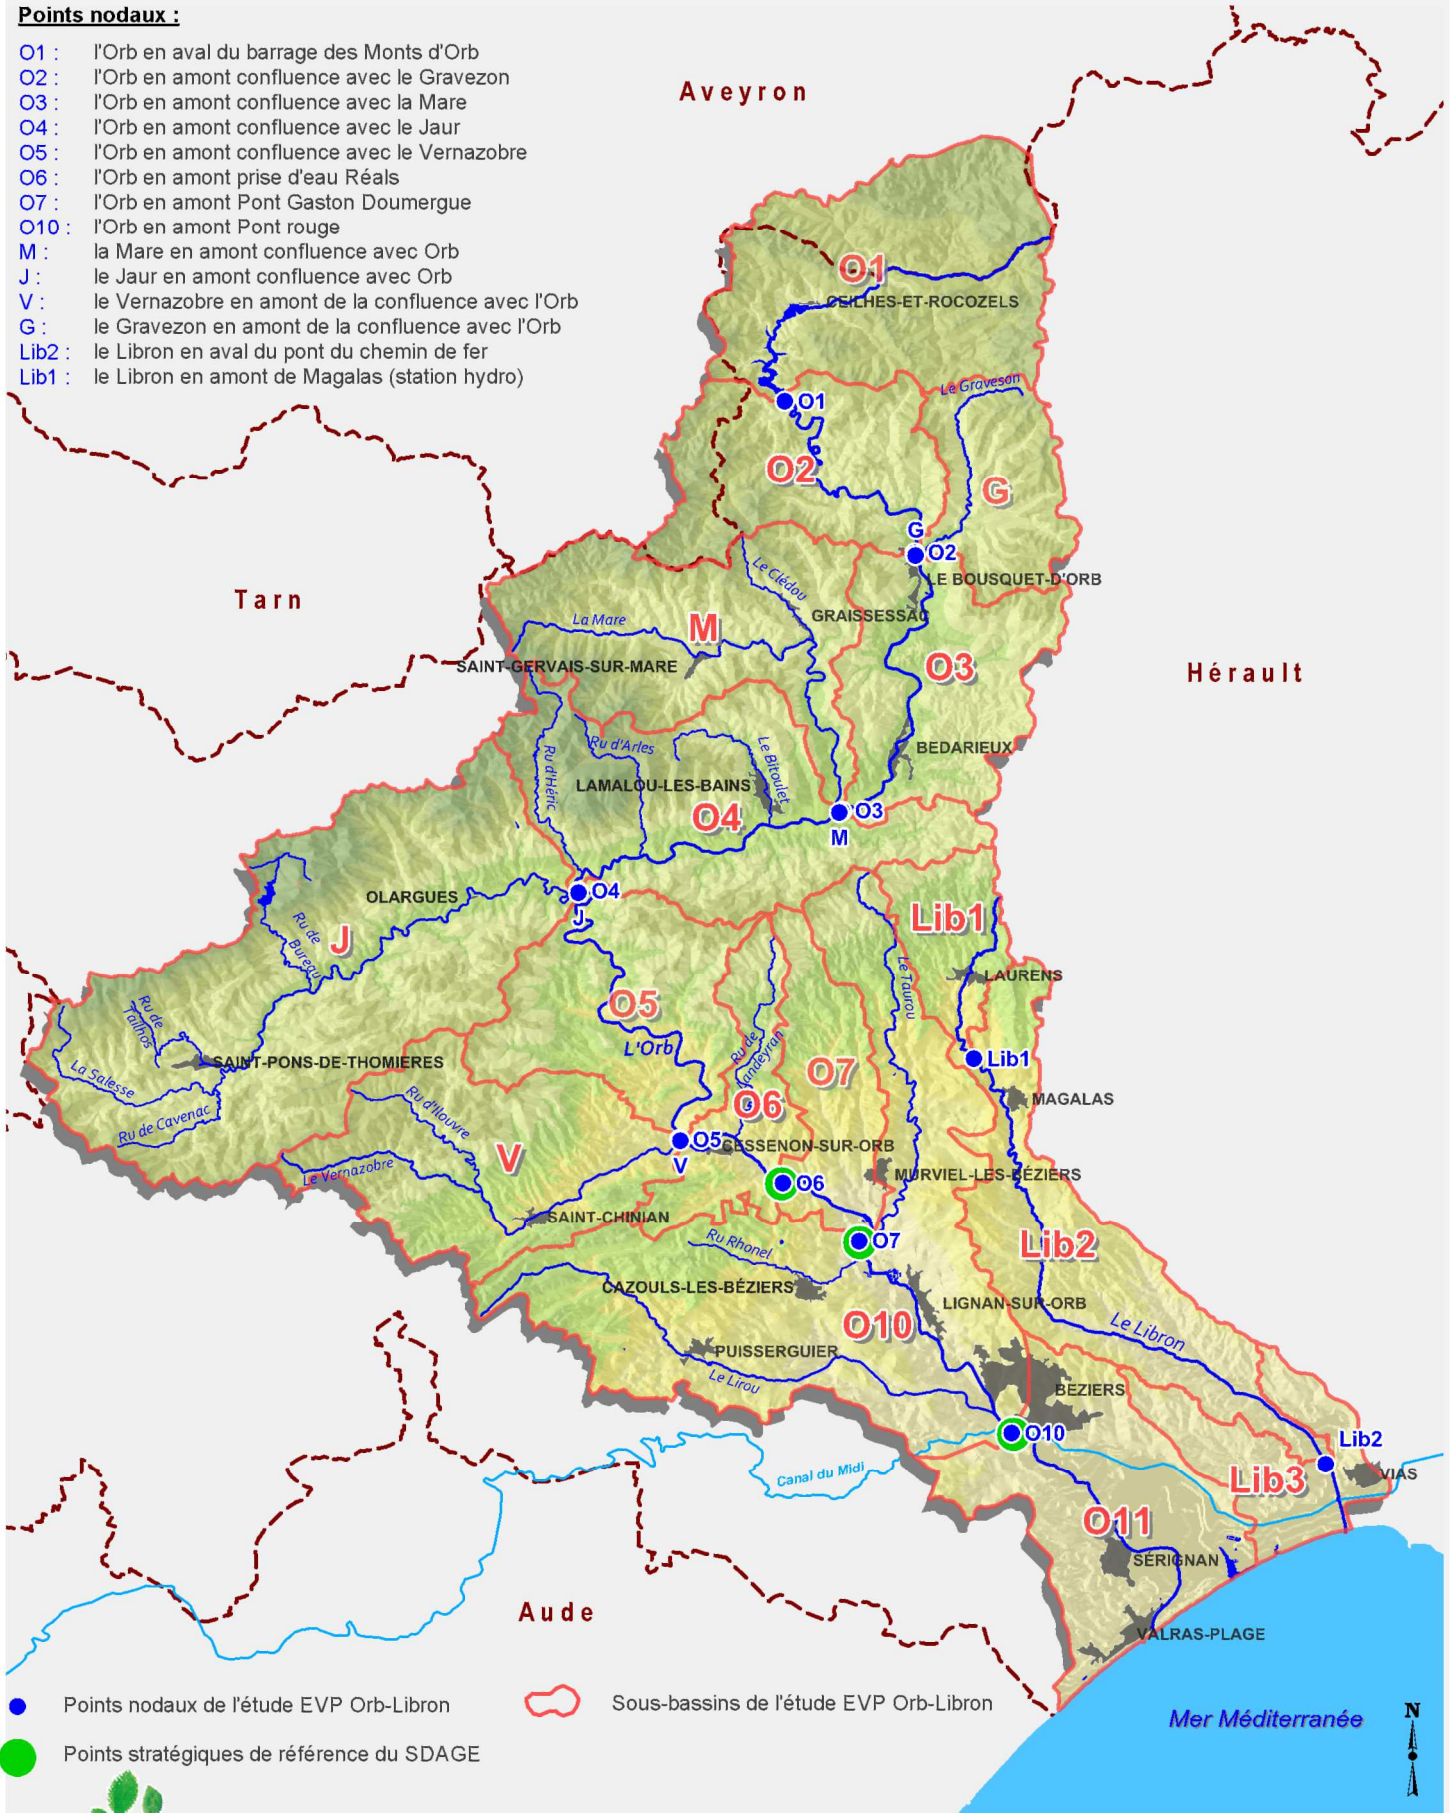 Points nodaux :
O1 : l'Orb en aval du barrage des Monts d'Orb
O2 : l'Orb en amont confluence avec le Gravezon
O3 : l'Orb en amont confluence avec la Mare
O4 : l'Orb en amont confluence avec le Jaur
O5 : l'Orb en amont confluence avec le Vernazobre
O6 : l'Orb en amont prise d'eau Réals
O7 : l'Orb en amont Pont Gaston Doumergue
O10 : l'Orb en amont Pont rouge
M : la Mare en amont confluence avec Orb
J : le Jaur en amont confluence avec Orb
V : le Vernazobre en amont de la confluence avec l'Orb
G : le Gravezon en amont de la confluence avec l'Orb
Lib2 : le Libron en aval du pont du chemin de fer
Lib1 : le Libron en amont de Magalas (station hydro)
Aveyron
O1
CEILHES-ET-ROCOZELS
Le Graveson
O1
O2
G
G
O2
LE BOUSQUET-D'ORB
Le Clédou
Tarn
GRAISSESSAC
La Mare
M
SAINT-GERVAIS-SUR-MARE
O3
Hérault
Ru d'Arles
Le Bitoulet
BEDARIEUX
Ru d'Héric
LAMALOU-LES-BAINS
O4
O3
M
OLARGUES
O4
J
Lib1
Ru de
Bureau
J
Le Taurou
LAURENS
O5
Ru de
Tailhos
L'Orb
Ru de
Landeyran
SAINT-PONS-DE-THOMIERES
Lib1
La Salesse
O7
Ru d'Ilouvre
O6
MAGALAS
Ru de Cavenac
O5
CESSENON-SUR-ORB
V
V
Le Vernazobre
MURVIEL-LES-BÉZIERS
O6
SAINT-CHINIAN
Ru Rhonel
O7
Lib2
CAZOULS-LES-BÉZIERS
LIGNAN-SUR-ORB
O10
Le Libron
PUISSERGUIER
Le Lirou
BEZIERS
O10
Lib2
Canal du Midi
Lib3
VIAS
O11
SÉRIGNAN
Aude
VALRAS-PLAGE
Points nodaux de l'étude EVP Orb-Libron
Sous-bassins de l'étude EVP Orb-Libron
Mer Méditerranée
N
Points stratégiques de référence du SDAGE